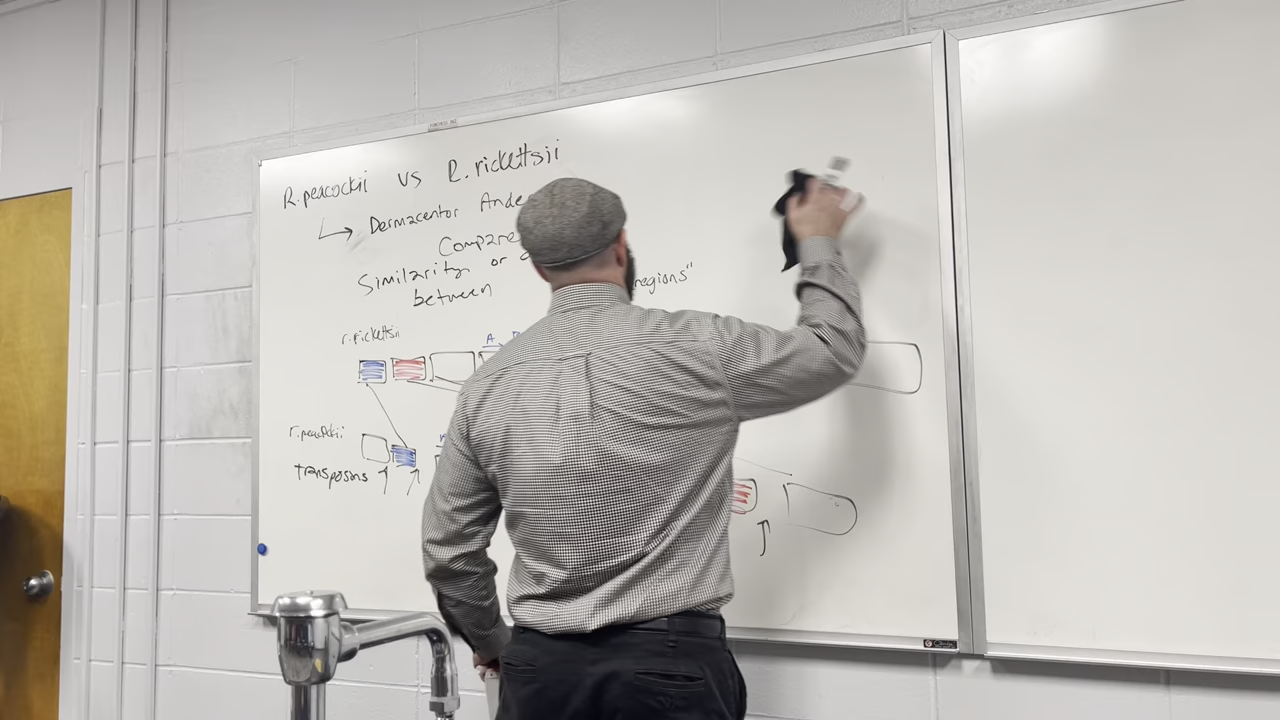 R.peacockii vs R.rickettsii
Dermacentor Ande
Compare
Similarity or
between regions"
r.rickettsii
A
r.peacockii
transposons